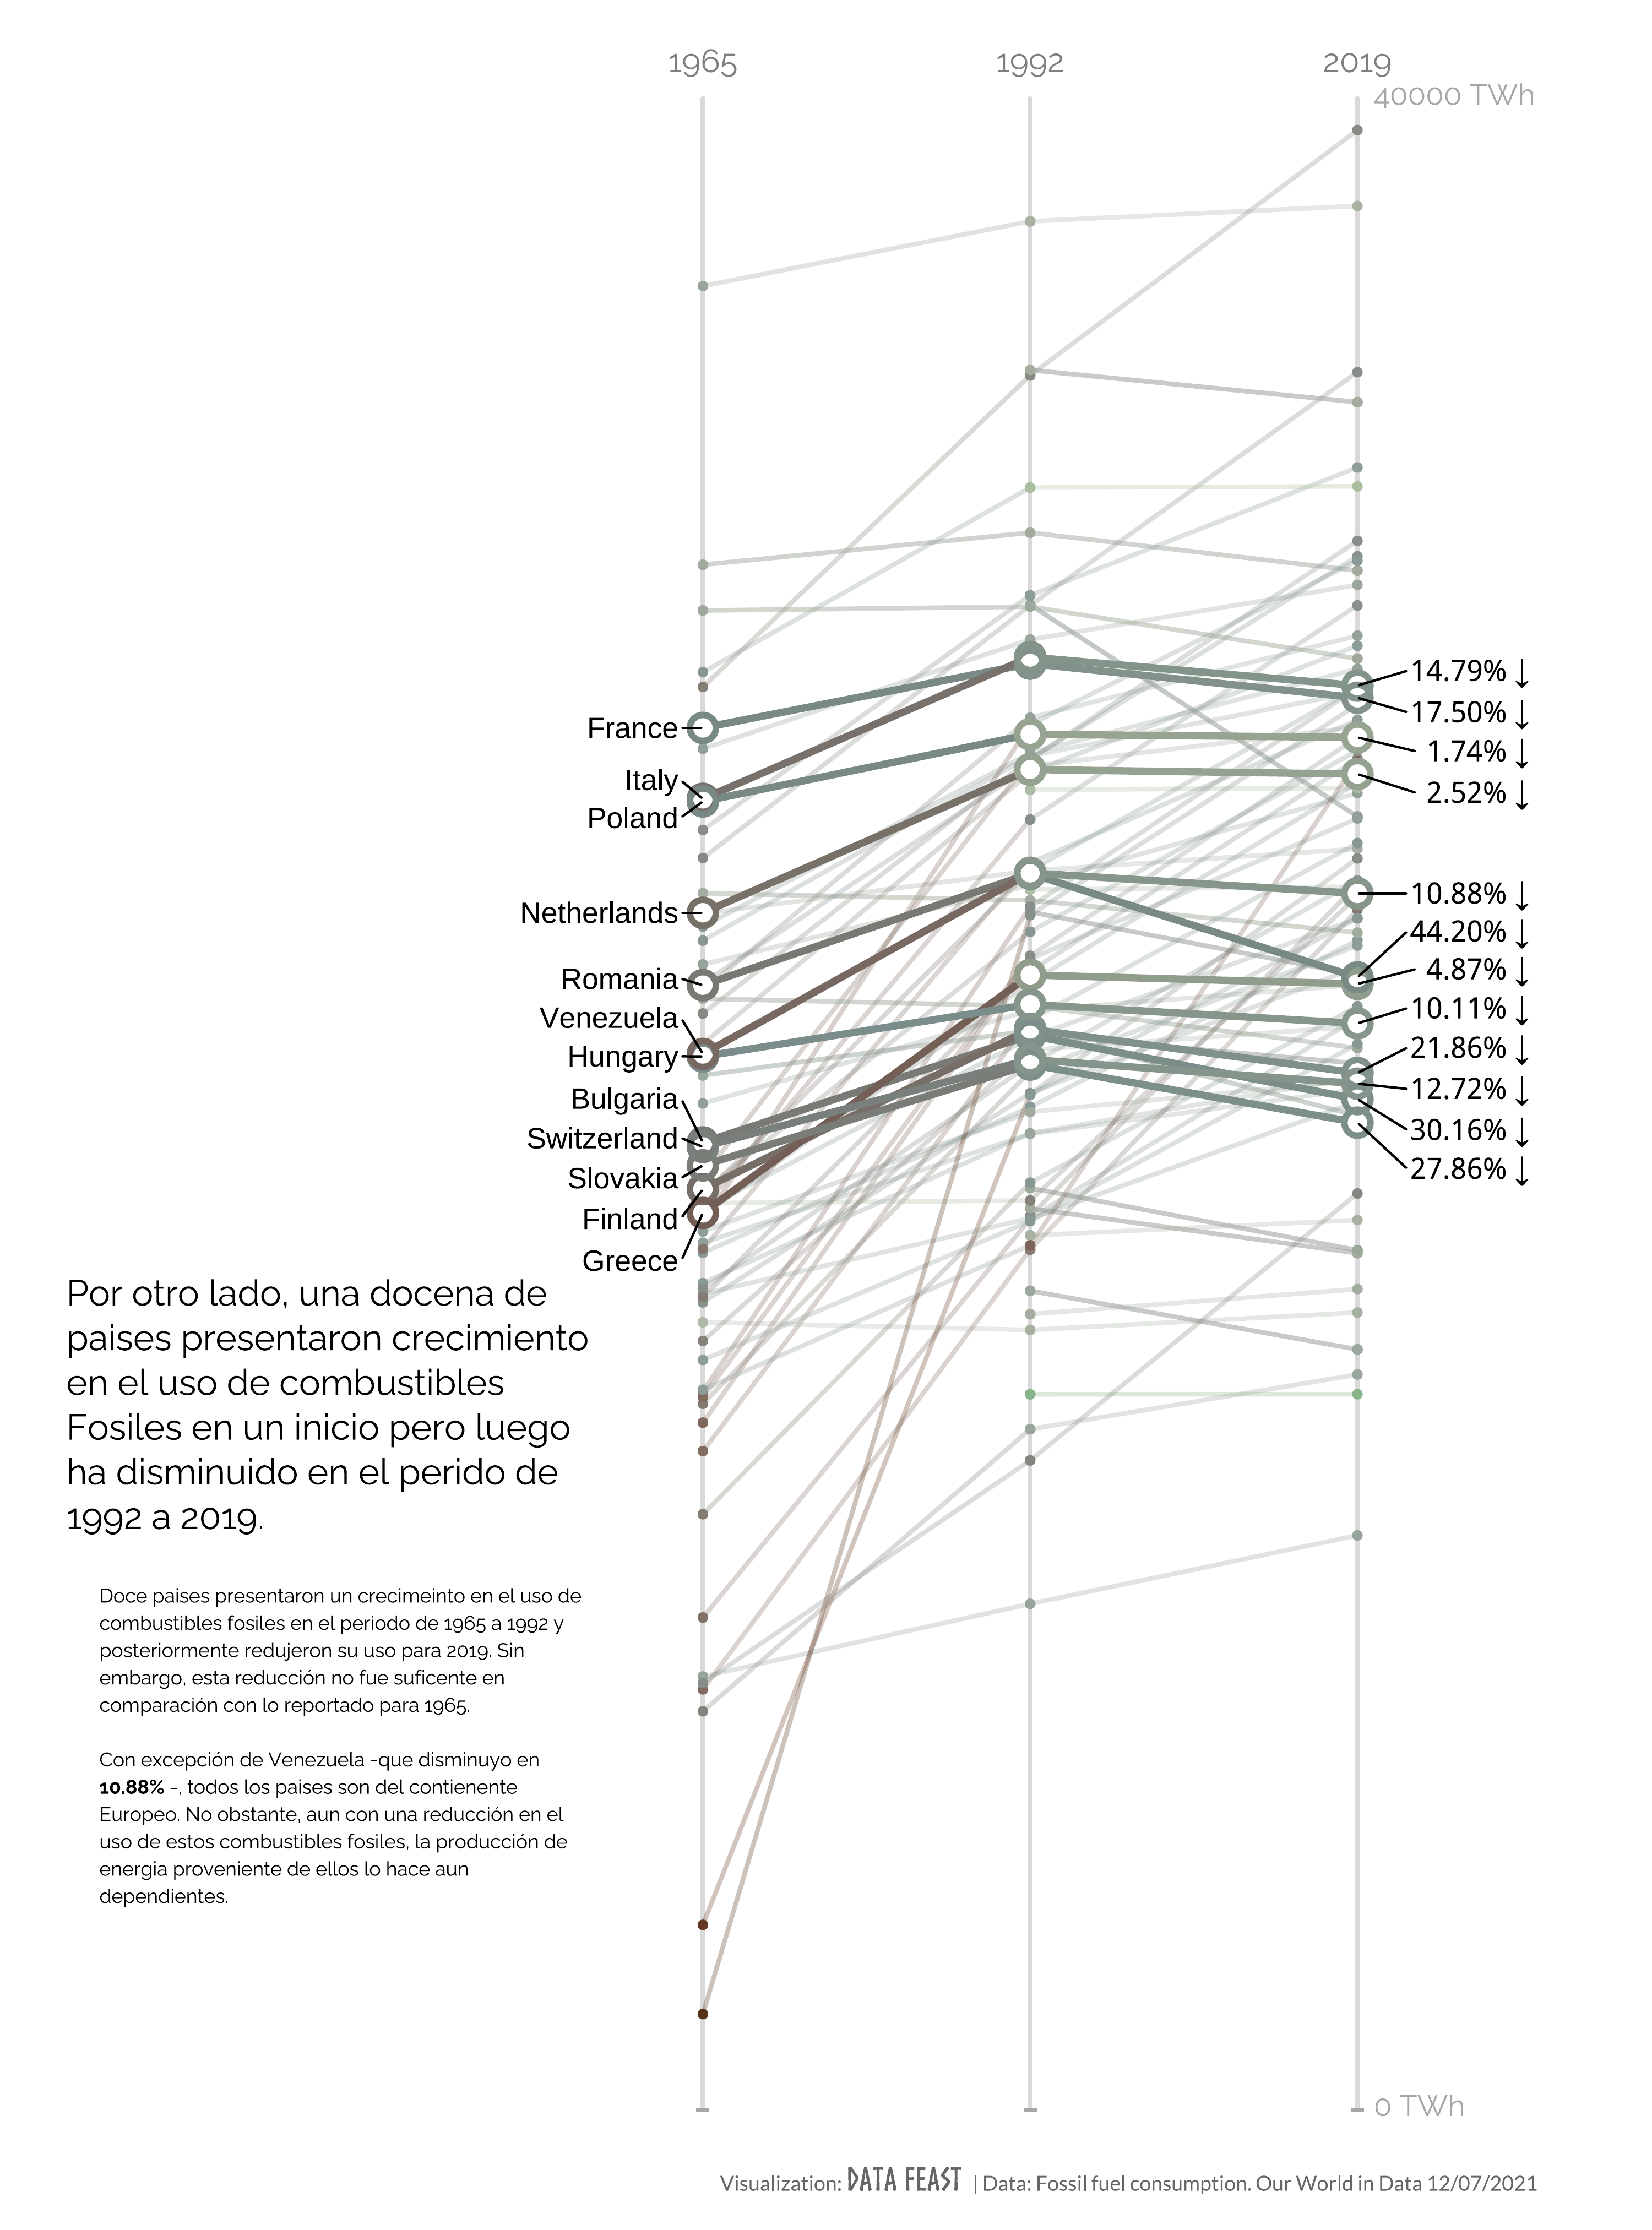 1965
1992
2019
40000 TWh
France
Italy
Poland
Netherlands
Romania
Venezuela
Hungary
Bulgaria
Switzerland
Slovakia
Finland
Greece
14.79% ↓
17.50% ↓
1.74% ↓
2.52% ↓
10.88% ↓
44.20% ↓
4.87% ↓
10.11% ↓
21.86% ↓
12.72% ↓
30.16% ↓
27.86% ↓
Por otro lado, una docena de
paises presentaron crecimiento
en el uso de combustibles
Fosiles en un inicio pero luego
ha disminuido en el perido de
1992 a 2019.
Doce paises presentaron un crecimeinto en el uso de
combustibles fosiles en el periodo de 1965 a 1992 y
posteriormente redujeron su uso para 2019. Sin
embargo, esta reducción no fue suficente en
comparación con lo reportado para 1965.
Con excepción de Venezuela -que disminuyo en
10.88% -, todos los paises son del contienente
Europeo. No obstante, aun con una reducción en el
uso de estos combustibles fosiles, la producción de
energia proveniente de ellos lo hace aun
dependientes.
0 TWh
Visualization: DATA FEAST | Data: Fossil fuel consumption. Our World in Data 12/07/2021